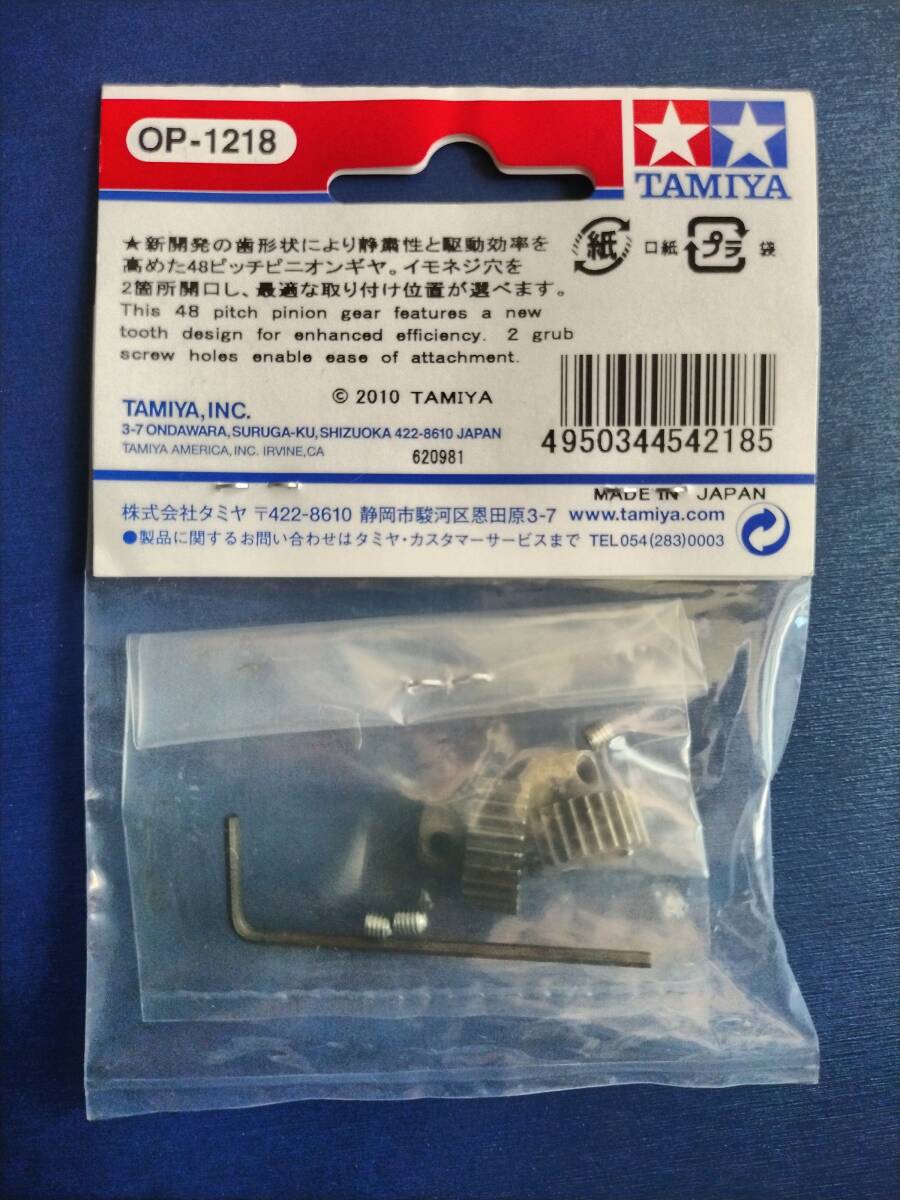 OP-1218
TAMIYA
★新開発の歯形状により静粛性と駆動効率を
高めた48ピッチピニオンギヤ。イモネジ穴を
2箇所開口し、最適な取り付け位置が選べます。
This 48 pitch pinion gear features a new
tooth design for enhanced efficiency. 2 grub
screw holes enable ease of attachment.
紙 口紙 プラ 袋
© 2010 TAMIYA
TAMIYA, INC.
3-7 ONDAWARA, SURUGA-KU, SHIZUOKA 422-8610 JAPAN
TAMIYA AMERICA, INC. IRVINE, CA
620981
4950344542185
MADE IN JAPAN
株式会社タミヤ 〒422-8610 静岡市駿河区恩田原3-7 www.tamiya.com
●製品に関するお問い合わせはタミヤ・カスタマーサービスまで TEL054(283)0003